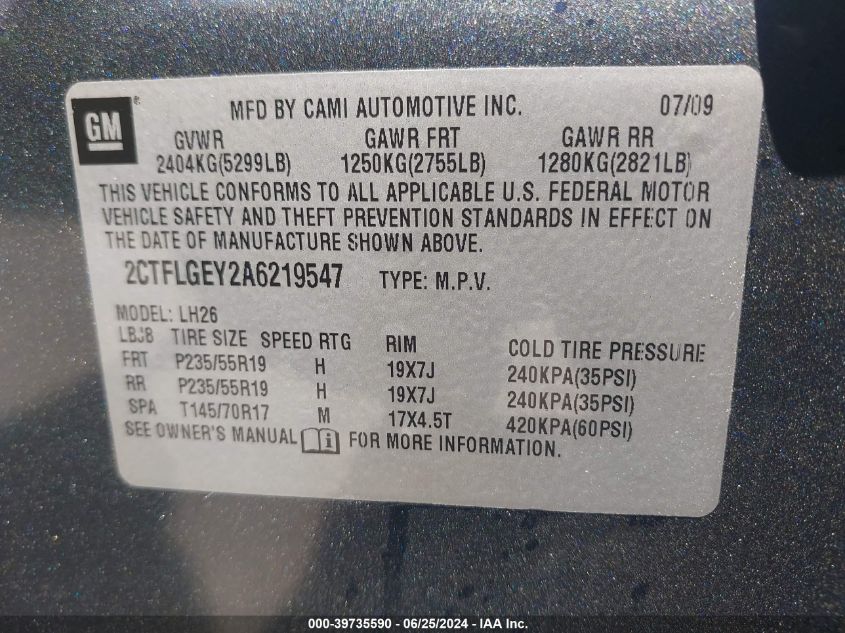 GM
MFD BY CAMI AUTOMOTIVE INC. 07/09
GVWR GAWR FRT GAWR RR
2404KG(5299LB) 1250KG(2755LB) 1280KG(2821LB)
THIS VEHICLE CONFORMS TO ALL APPLICABLE U.S. FEDERAL MOTOR
VEHICLE SAFETY AND THEFT PREVENTION STANDARDS IN EFFECT ON
THE DATE OF MANUFACTURE SHOWN ABOVE.
2CTFLGEY2A6219547 TYPE: M.P.V.
MODEL: LH26
LBJ8 TIRE SIZE SPEED RTG RIM COLD TIRE PRESSURE
FRT P235/55R19 H 19X7J 240KPA(35PSI)
RR P235/55R19 H 19X7J 240KPA(35PSI)
SPA T145/70R17 M 17X4.5T 420KPA(60PSI)
SEE OWNER'S MANUAL i FOR MORE INFORMATION.
000-39735590 - 06/25/2024 - IAA Inc.